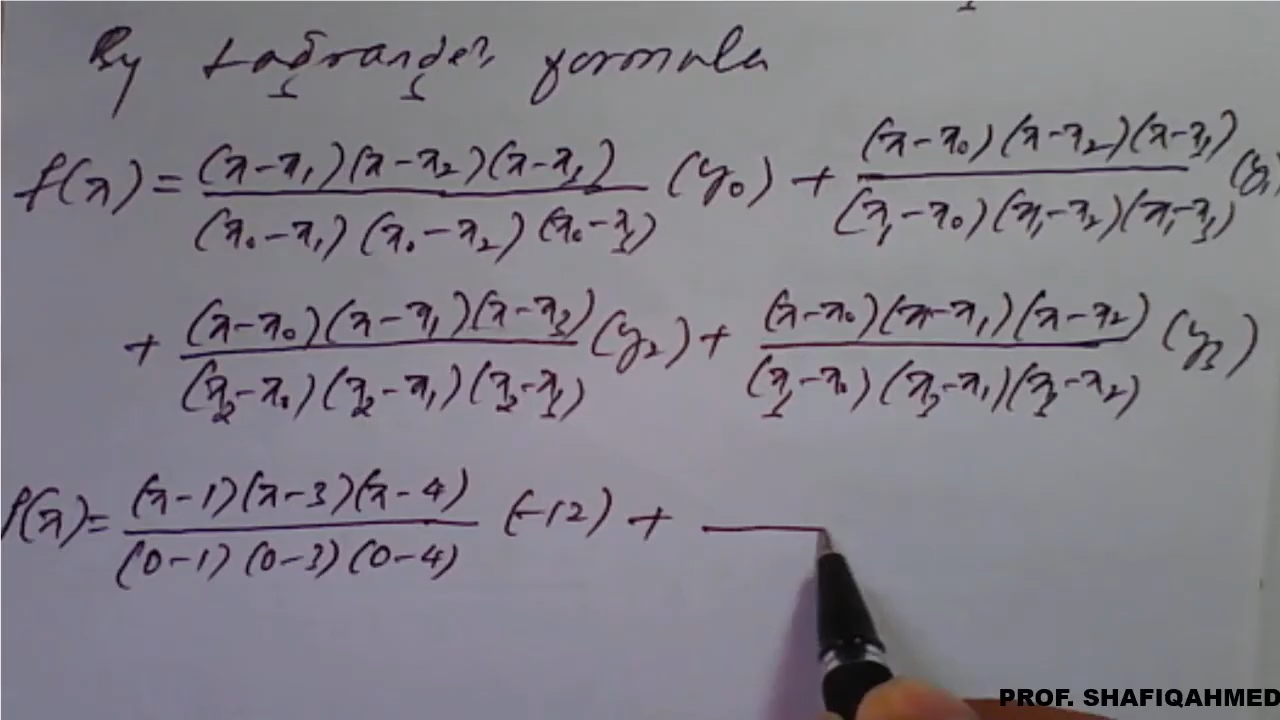 By Lagranges formula
f(x) = (x-x₁)(x-x₂)(x-x₃) / (x₀-x₁)(x₀-x₂)(x₀-x₃) (y₀) + (x-x₀)(x-x₂)(x-x₃) / (x₁-x₀)(x₁-x₂)(x₁-x₃) (y₁
+ (x-x₀)(x-x₁)(x-x₃) / (x₂-x₀)(x₂-x₁)(x₂-x₃) (y₂) + (x-x₀)(x-x₁)(x-x₂) / (x₃-x₀)(x₃-x₁)(x₃-x₂) (y₃)
f(x) = (x-1)(x-3)(x-4) / (0-1)(0-3)(0-4) (-12) +
PROF. SHAFIQAHMED